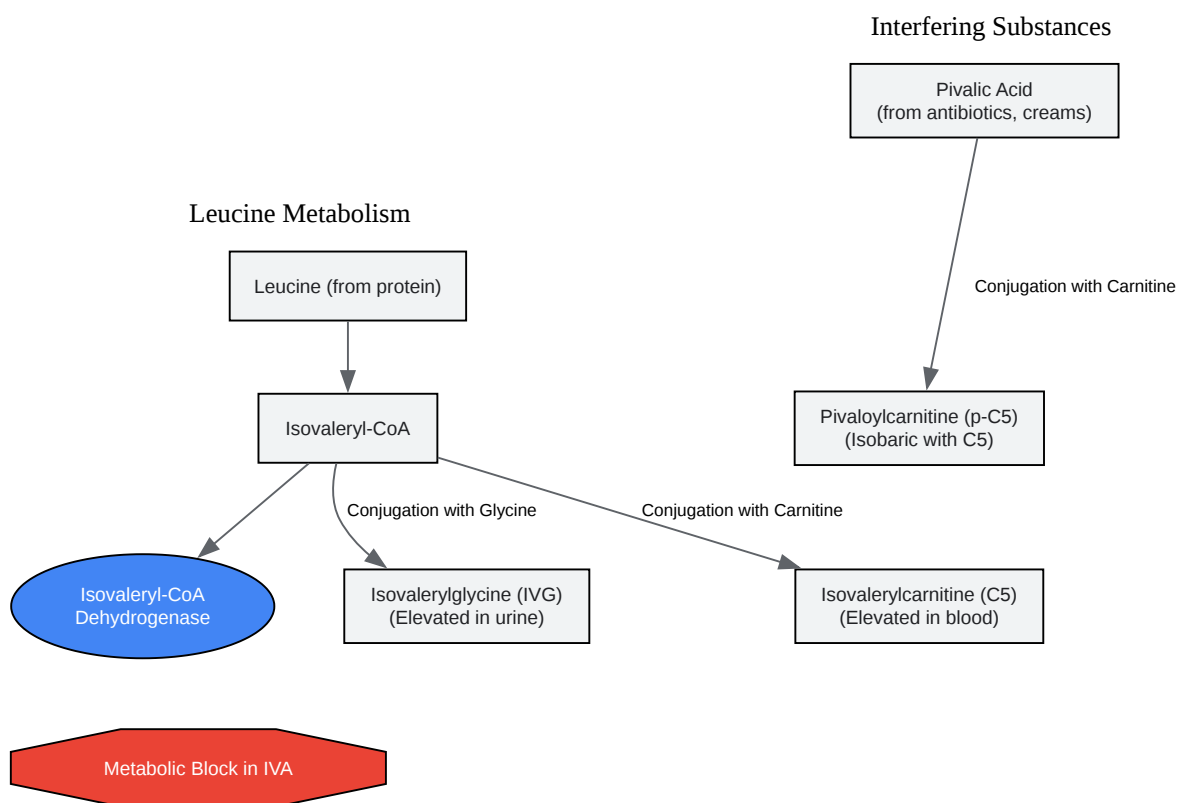 Interfering Substances
Pivalic Acid
(from antibiotics, creams)
Leucine Metabolism
Leucine (from protein)
Conjugation with Carnitine
Isovaleryl-CoA
Pivaloylcarnitine (p-C5)
(Isobaric with C5)
Conjugation with Glycine
Conjugation with Carnitine
Isovaleryl-CoA
Dehydrogenase
Isovalerylglycine (IVG)
(Elevated in urine)
Isovalerylcarnitine (C5)
(Elevated in blood)
Metabolic Block in IVA